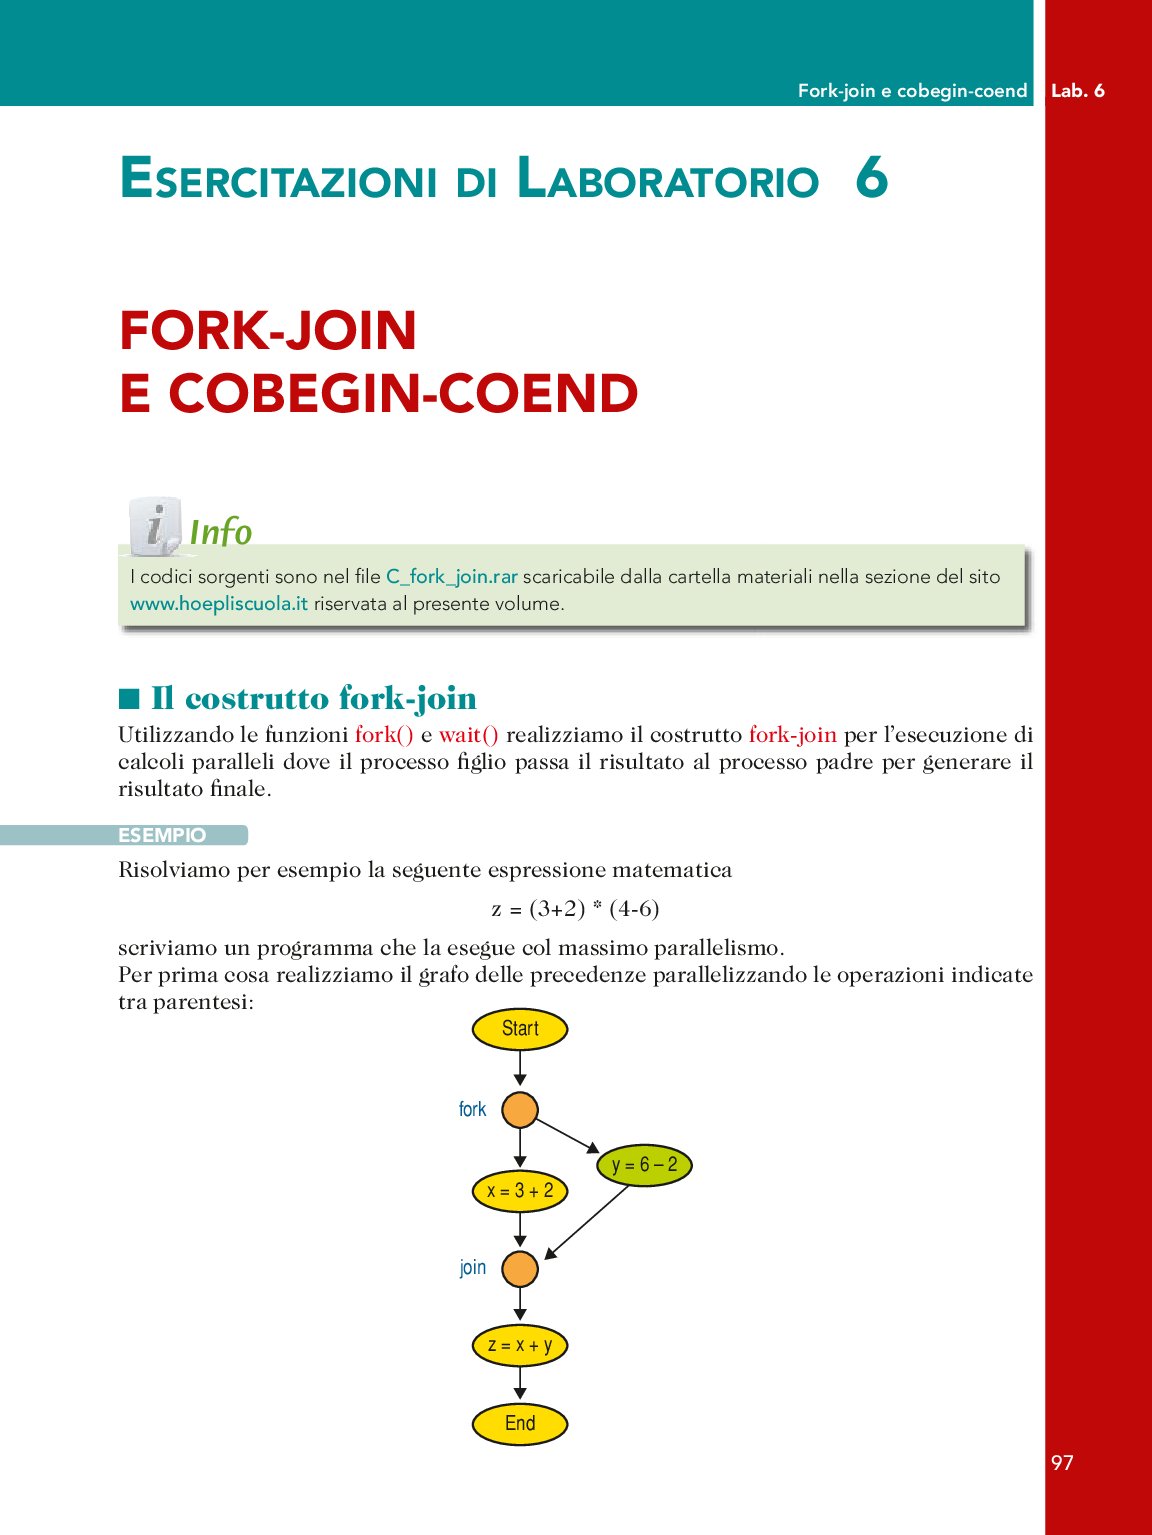 Fork-join e cobegin-coend Lab. 6
ESERCITAZIONI DI LABORATORIO 6
FORK-JOIN
E COBEGIN-COEND
i Info
I codici sorgenti sono nel file C_fork_join.rar scaricabile dalla cartella materiali nella sezione del sito
www.hoepliscuola.it riservata al presente volume.
Il costrutto fork-join
Utilizzando le funzioni fork() e wait() realizziamo il costrutto fork-join per l'esecuzione di
calcoli paralleli dove il processo figlio passa il risultato al processo padre per generare il
risultato finale.
ESEMPIO
Risolviamo per esempio la seguente espressione matematica
z = (3+2) * (4-6)
scriviamo un programma che la esegue col massimo parallelismo.
Per prima cosa realizziamo il grafo delle precedenze parallelizzando le operazioni indicate
tra parentesi:
Start
fork
y = 6 – 2
x = 3 + 2
join
z = x + y
End
97